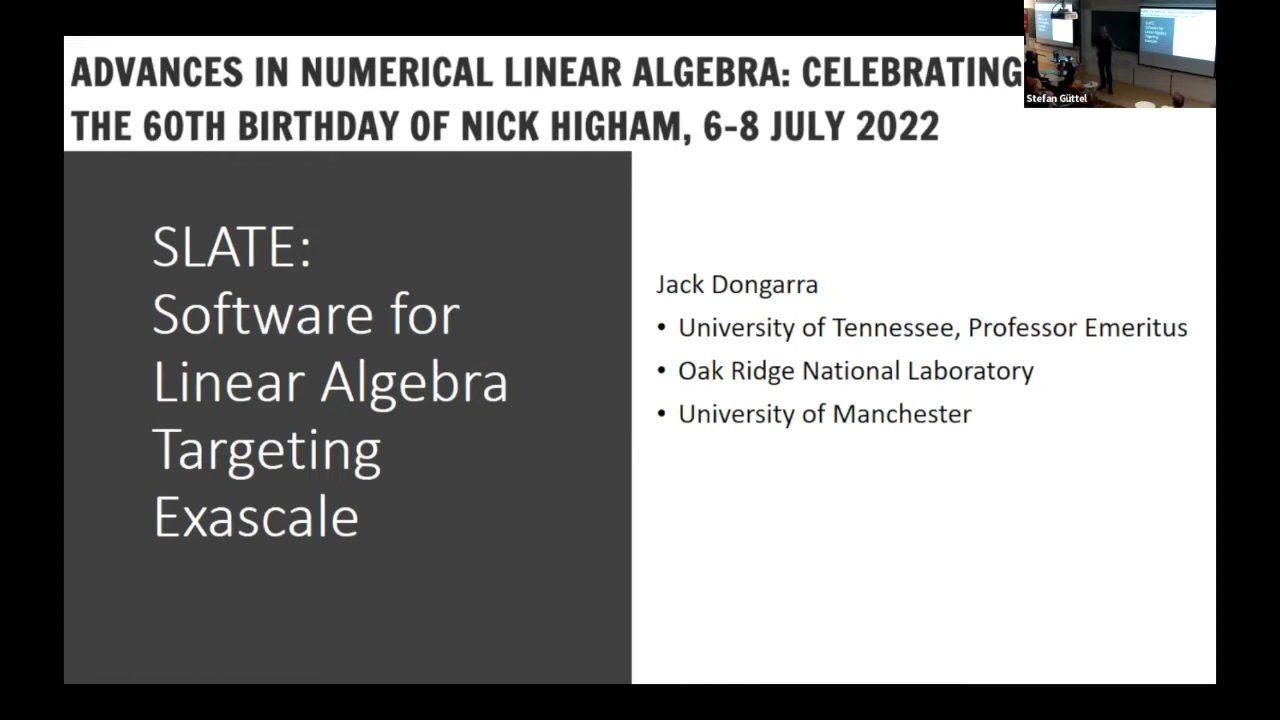 ADVANCES IN NUMERICAL LINEAR ALGEBRA: CELEBRATING
THE 60TH BIRTHDAY OF NICK HIGHAM, 6-8 JULY 2022
Stefan Güttel
SLATE:
Software for
Linear Algebra
Targeting
Exascale
Jack Dongarra
• University of Tennessee, Professor Emeritus
• Oak Ridge National Laboratory
• University of Manchester